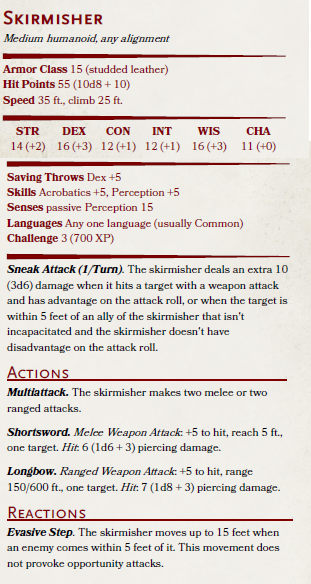 Skirmisher
Medium humanoid, any alignment
Armor Class 15 (studded leather)
Hit Points 55 (10d8 + 10)
Speed 35 ft., climb 25 ft.
STR DEX CON INT WIS CHA
14 (+2) 16 (+3) 12 (+1) 12 (+1) 16 (+3) 11 (+0)
Saving Throws Dex +5
Skills Acrobatics +5, Perception +5
Senses passive Perception 15
Languages Any one language (usually Common)
Challenge 3 (700 XP)
Sneak Attack (1/Turn). The skirmisher deals an extra 10
(3d6) damage when it hits a target with a weapon attack
and has advantage on the attack roll, or when the target is
within 5 feet of an ally of the skirmisher that isn't
incapacitated and the skirmisher doesn't have
disadvantage on the attack roll.
Actions
Multiattack. The skirmisher makes two melee or two
ranged attacks.
Shortsword. Melee Weapon Attack: +5 to hit, reach 5 ft.,
one target. Hit: 6 (1d6 + 3) piercing damage.
Longbow. Ranged Weapon Attack: +5 to hit, range
150/600 ft., one target. Hit: 7 (1d8 + 3) piercing damage.
Reactions
Evasive Step. The skirmisher moves up to 15 feet when
an enemy comes within 5 feet of it. This movement does
not provoke opportunity attacks.